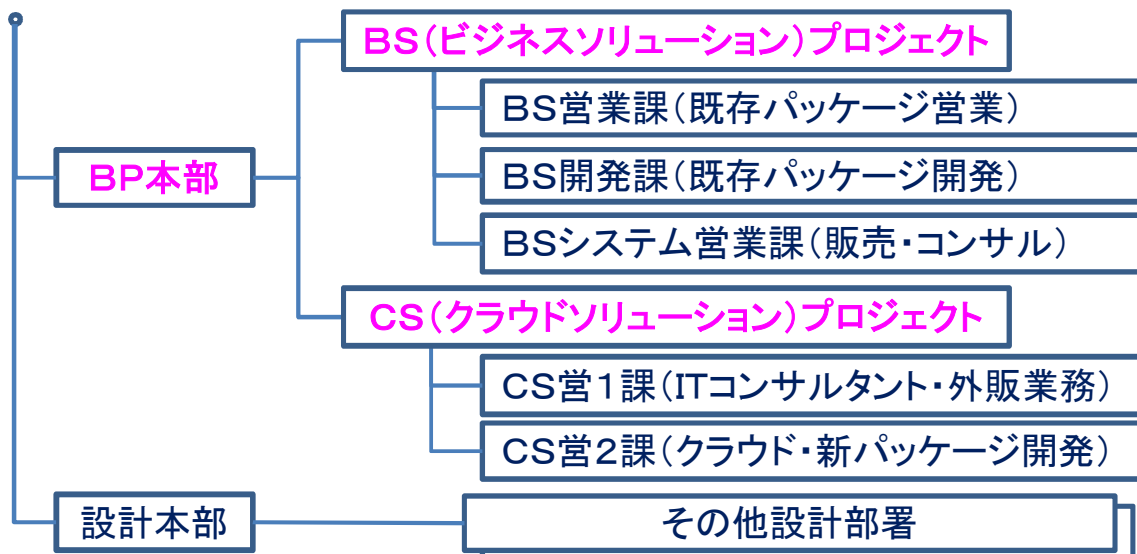 BS(ビジネスソリューション)プロジェクト
BS営業課(既存パッケージ営業)
BP本部
BS開発課(既存パッケージ開発)
BSシステム営業課(販売・コンサル)
CS(クラウドソリューション)プロジェクト
CS営1課(ITコンサルタント・外販業務)
CS営2課(クラウド・新パッケージ開発)
設計本部
その他設計部署